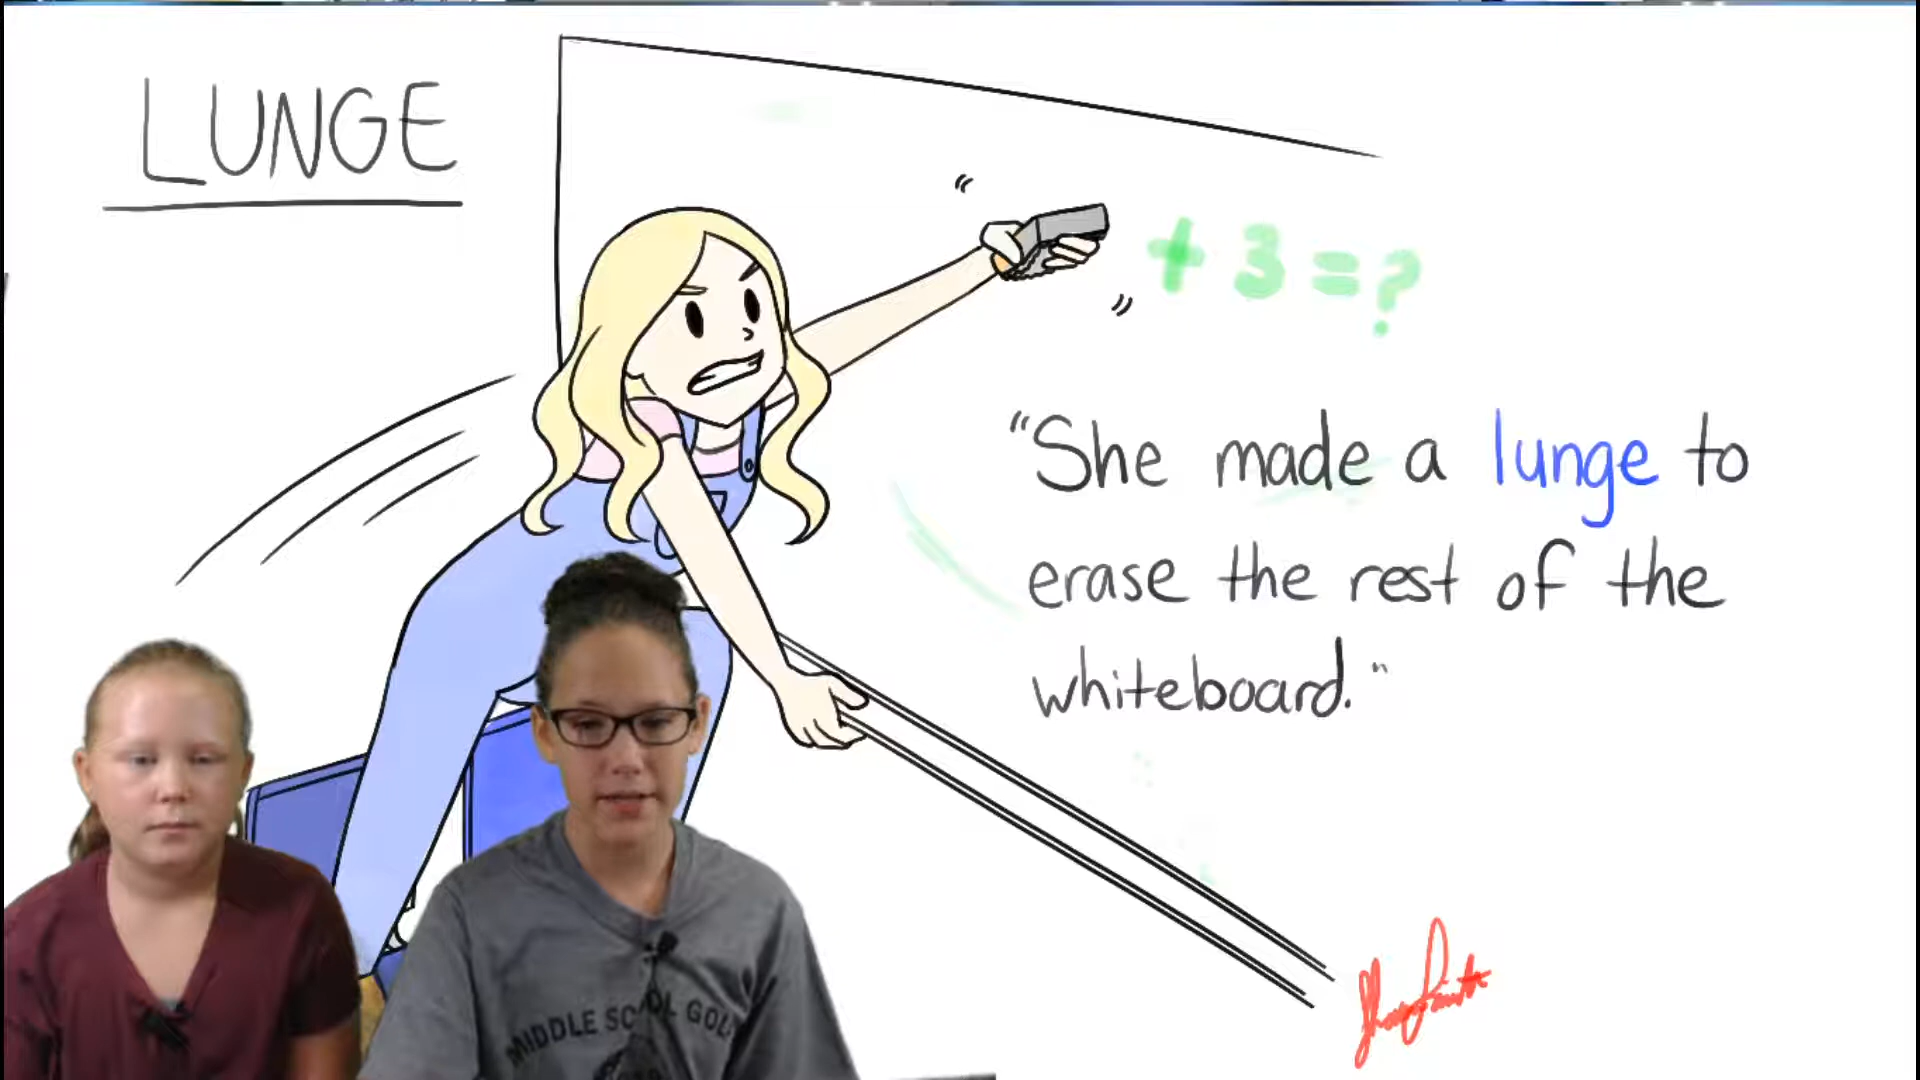 LUNGE
+ 3 = ?
"She made a lunge to
erase the rest of the
whiteboard."
MIDDLE SCHOOL GOL